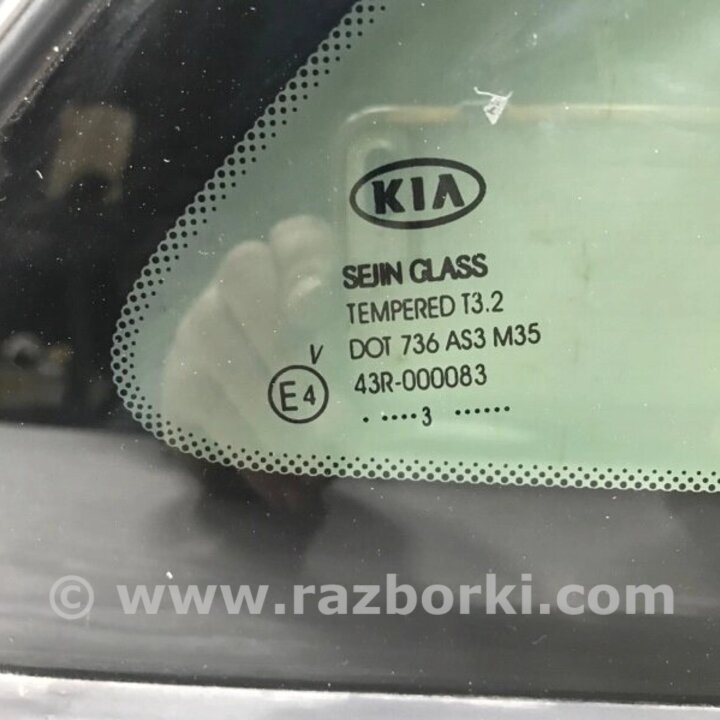 KIA
SEJIN GLASS
TEMPERED T3.2
V DOT 736 AS3 M35
E4 43R-000083
. ..... 3 ......
© www.razborki.com